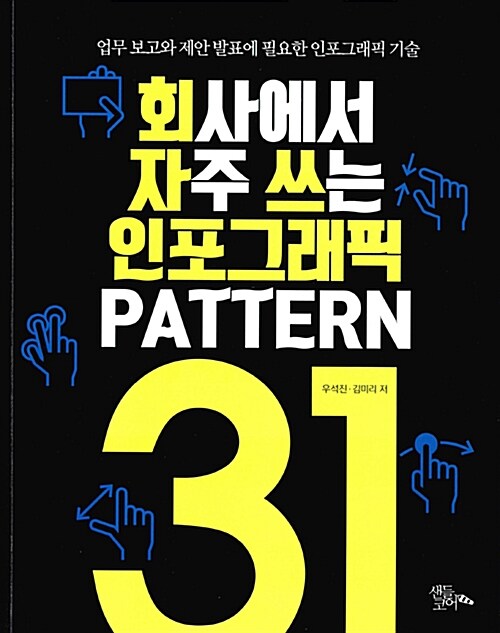 업무 보고와 제안 발표에 필요한 인포그래픽 기술
회사에서
자주 쓰는
인포그래픽
PATTERN
31
우석진·김미리 저
샌들
코어